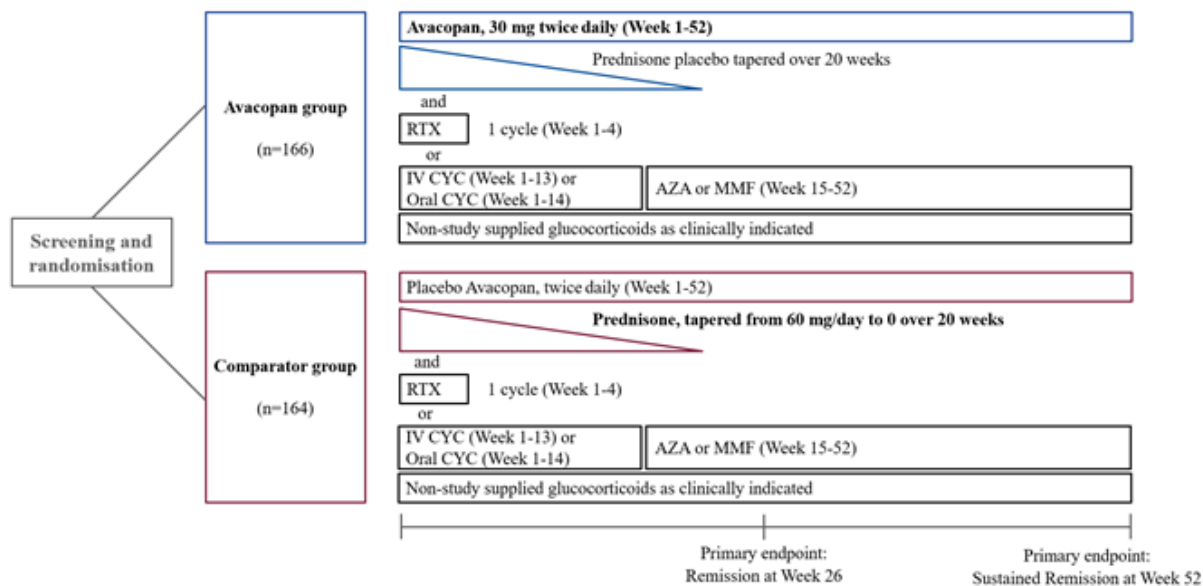 Screening and
randomisation
Avacopan group
(n=166)
Avacopan, 30 mg twice daily (Week 1-52)
Prednisone placebo tapered over 20 weeks
and
RTX
1 cycle (Week 1-4)
or
IV CYC (Week 1-13) or
Oral CYC (Week 1-14)
AZA or MMF (Week 15-52)
Non-study supplied glucocorticoids as clinically indicated
Comparator group
(n=164)
Placebo Avacopan, twice daily (Week 1-52)
Prednisone, tapered from 60 mg/day to 0 over 20 weeks
and
RTX
1 cycle (Week 1-4)
or
IV CYC (Week 1-13) or
Oral CYC (Week 1-14)
AZA or MMF (Week 15-52)
Non-study supplied glucocorticoids as clinically indicated
Primary endpoint:
Remission at Week 26
Primary endpoint:
Sustained Remission at Week 52